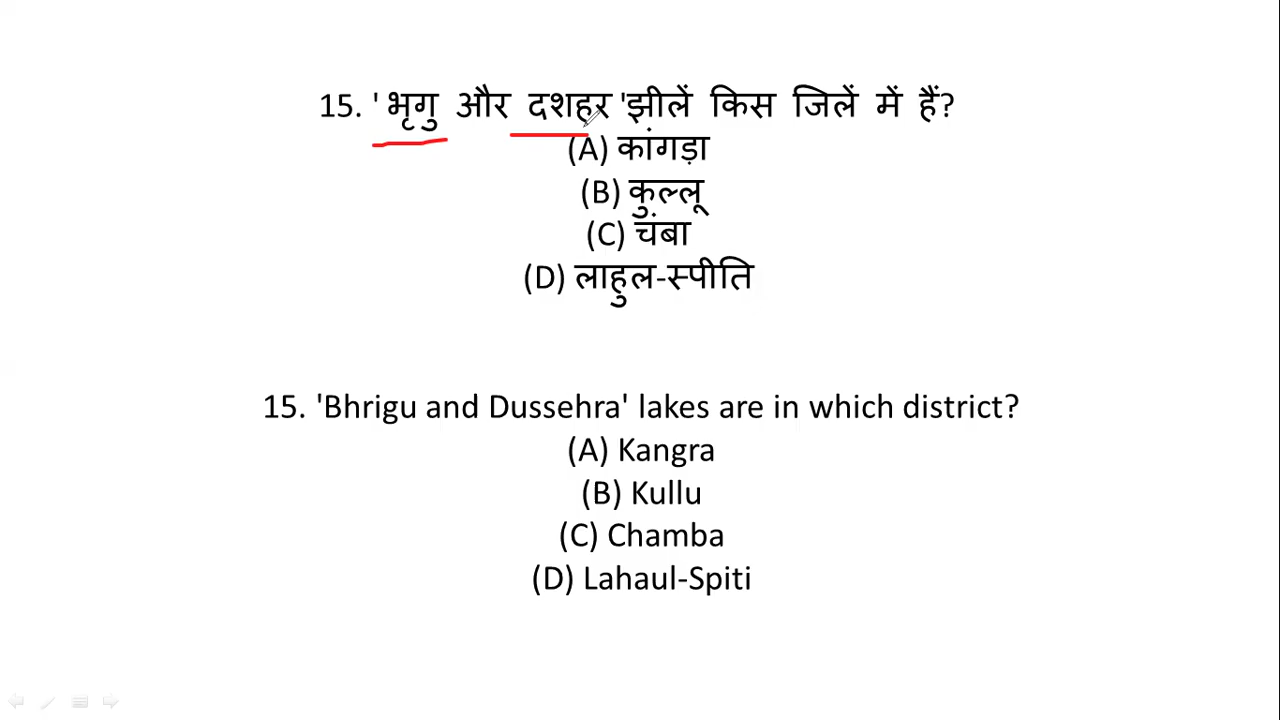 15. ' भृगु और दशहर 'झीलें किस जिलें में हैं?
(A) कांगड़ा
(B) कुल्लू
(C) चंबा
(D) लाहुल-स्पीति
15. 'Bhrigu and Dussehra' lakes are in which district?
(A) Kangra
(B) Kullu
(C) Chamba
(D) Lahaul-Spiti